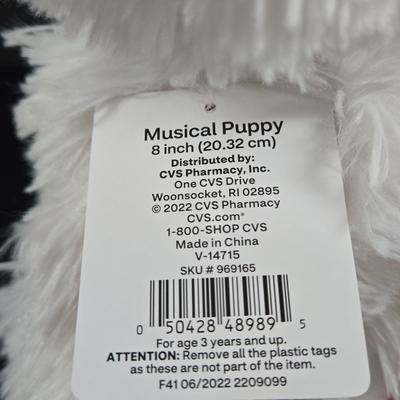 Musical Puppy
8 inch (20.32 cm)
Distributed by:
CVS Pharmacy, Inc.
One CVS Drive
Woonsocket, RI 02895
© 2022 CVS Pharmacy
CVS.com®
1-800-SHOP CVS
Made in China
V-14715
SKU # 969165
0 50428 48989 5
For age 3 years and up.
ATTENTION: Remove all the plastic tags
as these are not part of the item.
F41 06/2022 2209099